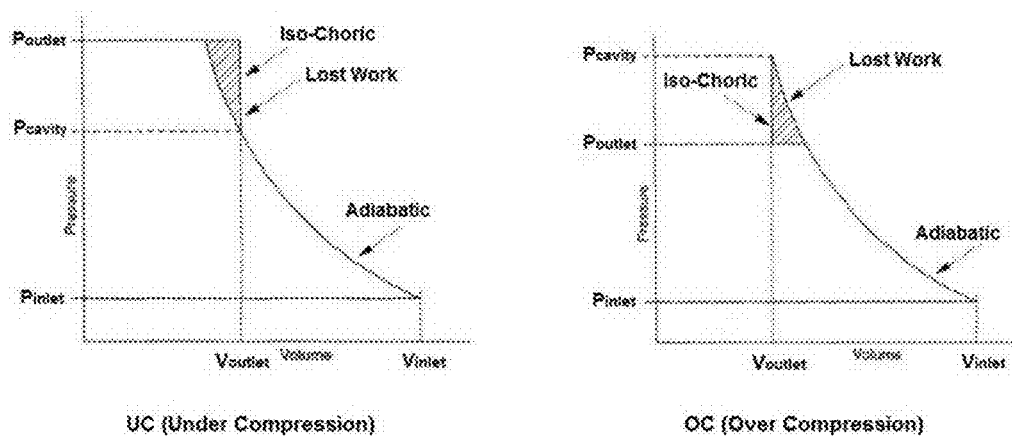 Poutlet
Iso-Choric
Lost Work
Pcavity
Pressure
Adiabatic
Pinlet
Voutlet
Volume
Vinlet
UC (Under Compression)
Pcavity
Lost Work
Iso-Choric
Poutlet
Pressure
Adiabatic
Pinlet
Voutlet
Volume
Vinlet
OC (Over Compression)